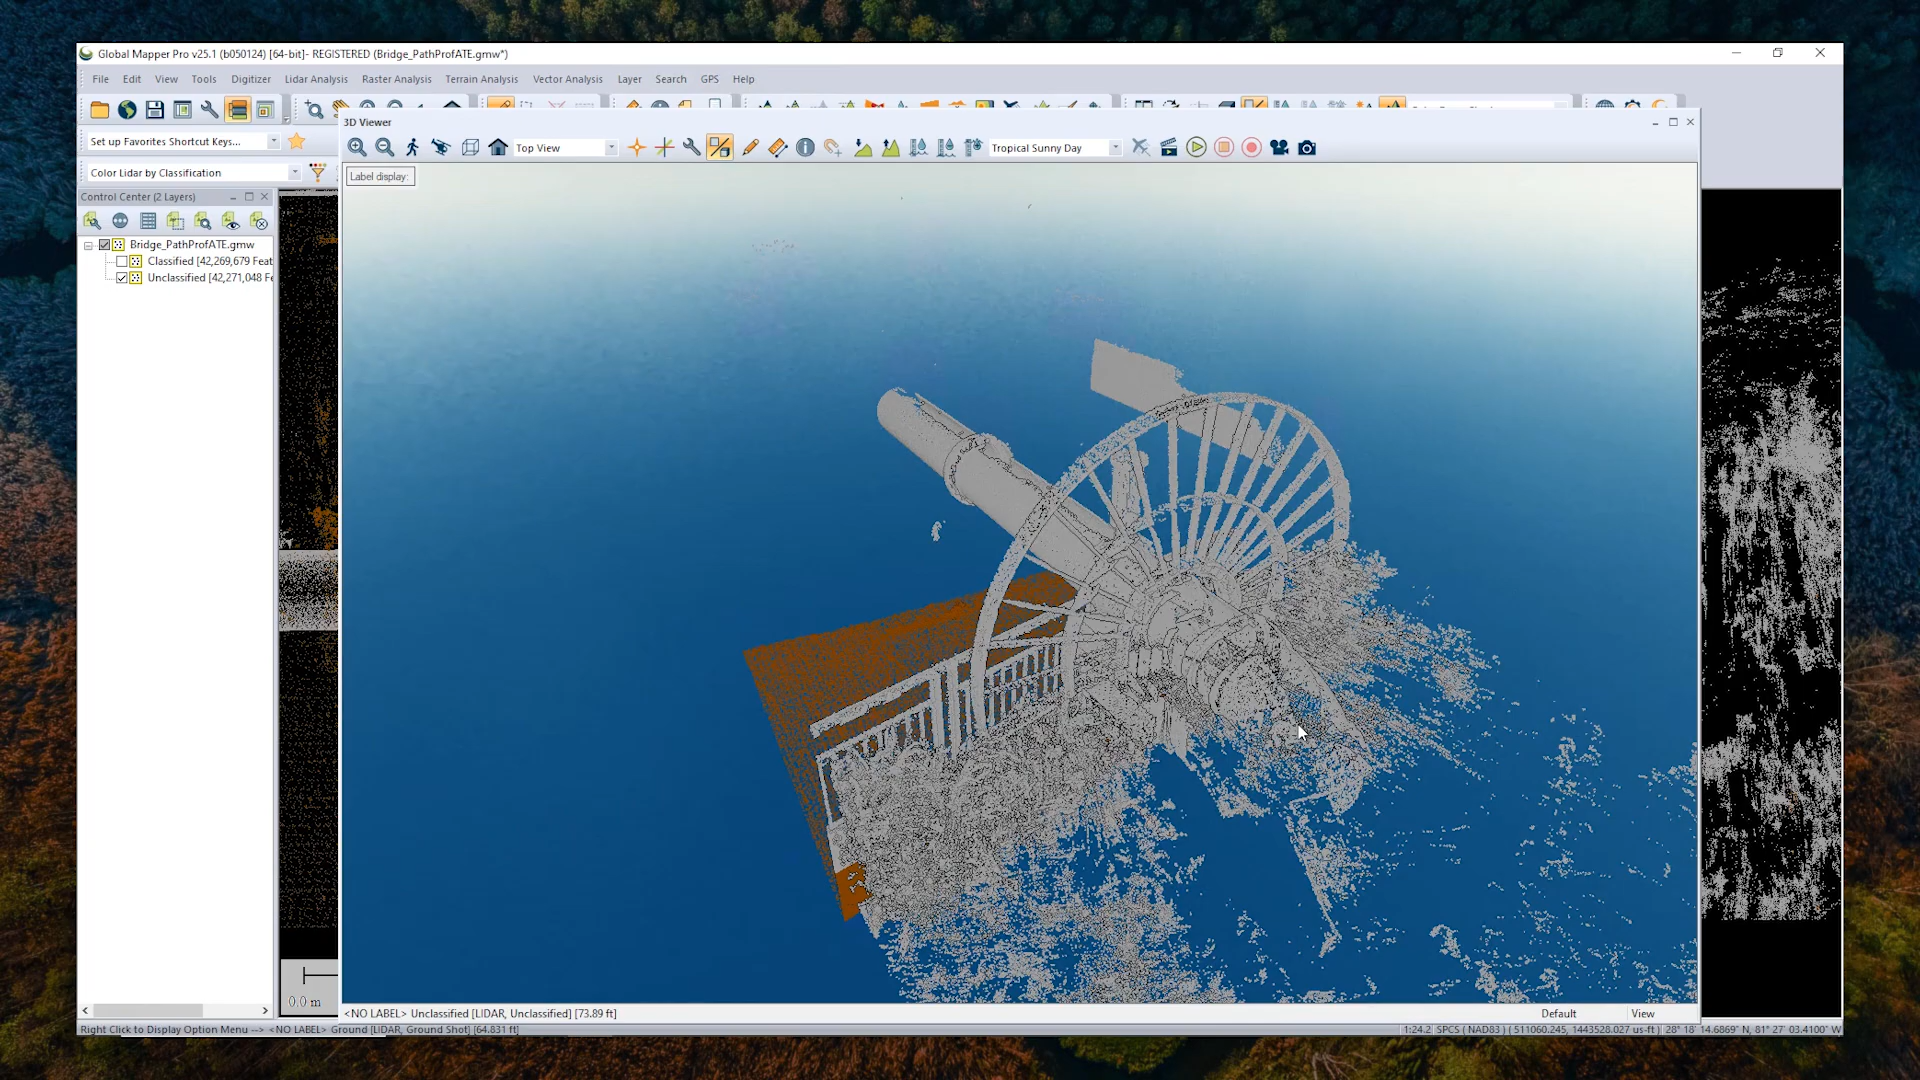 Global Mapper Pro v25.1 (b050124) [64-bit]- REGISTERED (Bridge_PathProfATE.gmw*)
File Edit View Tools Digitizer Lidar Analysis Raster Analysis Terrain Analysis Vector Analysis Layer Search GPS Help
Set up Favorites Shortcut Keys...
Color Lidar by Classification
Control Center (2 Layers)
Bridge_PathProfATE.gmw
Classified [42,269,679 Feat
Unclassified [42,271,048 Fe
3D Viewer
Top View
Tropical Sunny Day
Label display:
0.0 m
<NO LABEL> Unclassified [LIDAR, Unclassified] [73.89 ft]
Default
View
Right Click to Display Option Menu --> <NO LABEL> Ground [LIDAR, Ground Shot] [64.831 ft]
1:24.2 SPCS ( NAD83 ) ( 511060.245, 1443528.027 us-ft ) 28° 18' 14.6869" N, 81° 27' 03.4100" W